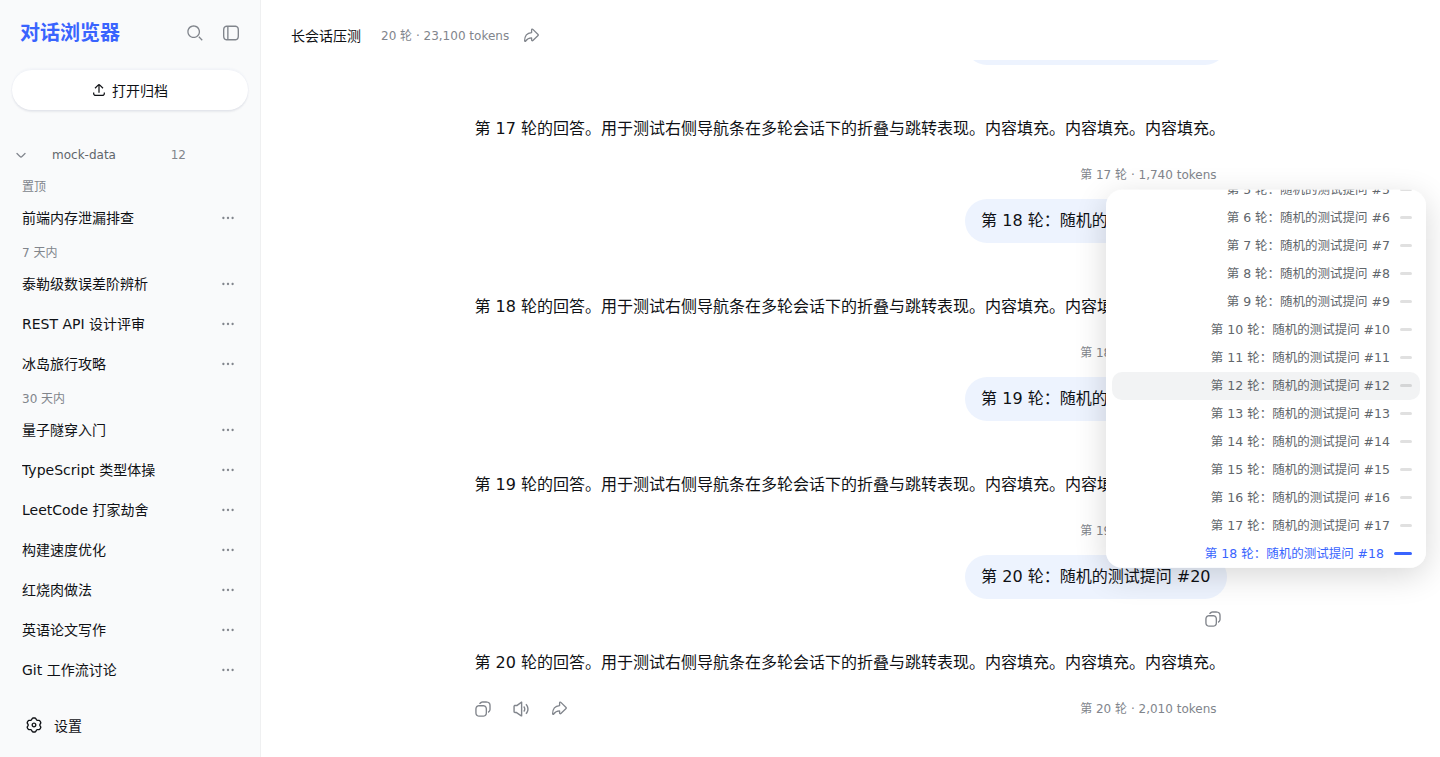 对话浏览器
打开归档
mock-data 12
置顶
前端内存泄漏排查
7 天内
泰勒级数误差阶辨析
REST API 设计评审
冰岛旅行攻略
30 天内
量子隧穿入门
TypeScript 类型体操
LeetCode 打家劫舍
构建速度优化
红烧肉做法
英语论文写作
Git 工作流讨论
设置
长会话压测 20 轮 · 23,100 tokens
第 17 轮的回答。用于测试右侧导航条在多轮会话下的折叠与跳转表现。内容填充。内容填充。内容填充。
第 17 轮 · 1,740 tokens
第 18 轮：随机的
第 18 轮的回答。用于测试右侧导航条在多轮会话下的折叠与跳转表现。内容填充。内容
第 18
第 19 轮：随机的
第 19 轮的回答。用于测试右侧导航条在多轮会话下的折叠与跳转表现。内容填充。内容
第 19
第 20 轮：随机的测试提问 #20
第 20 轮的回答。用于测试右侧导航条在多轮会话下的折叠与跳转表现。内容填充。内容填充。内容填充。
第 20 轮 · 2,010 tokens
第 5 轮：随机的测试提问 #5
第 6 轮：随机的测试提问 #6
第 7 轮：随机的测试提问 #7
第 8 轮：随机的测试提问 #8
第 9 轮：随机的测试提问 #9
第 10 轮：随机的测试提问 #10
第 11 轮：随机的测试提问 #11
第 12 轮：随机的测试提问 #12
第 13 轮：随机的测试提问 #13
第 14 轮：随机的测试提问 #14
第 15 轮：随机的测试提问 #15
第 16 轮：随机的测试提问 #16
第 17 轮：随机的测试提问 #17
第 18 轮：随机的测试提问 #18